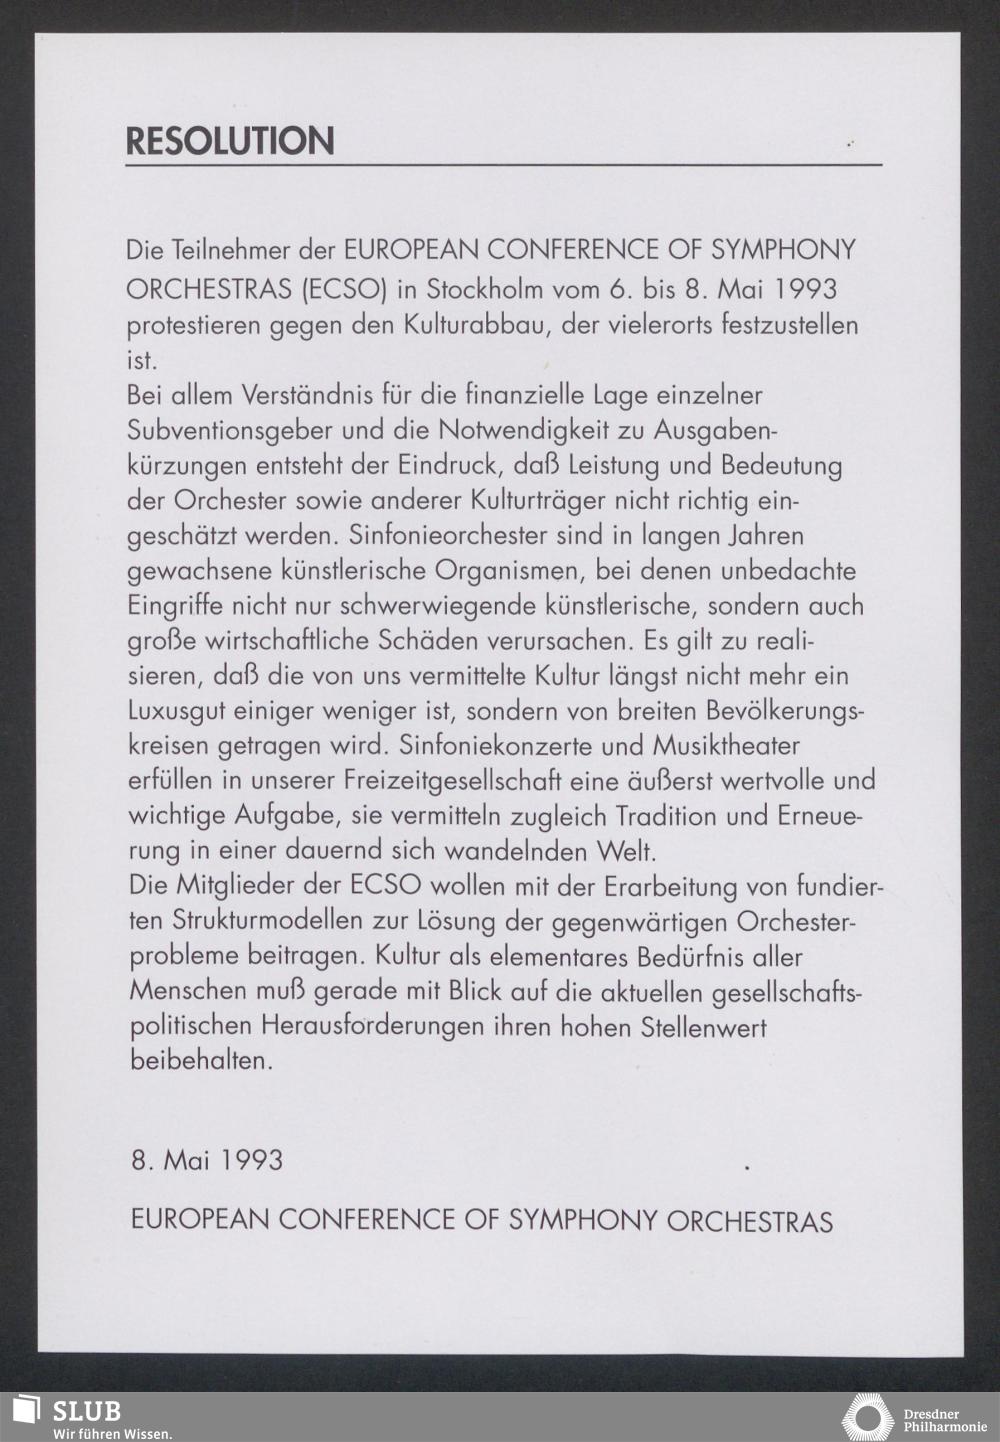 RESOLUTION
Die Teilnehmer der EUROPEAN CONFERENCE OF SYMPHONY
ORCHESTRAS (ECSO) in Stockholm vom 6. bis 8. Mai 1993
protestieren gegen den Kulturabbau, der vielerorts festzustellen
ist.
Bei allem Verständnis für die finanzielle Lage einzelner
Subventionsgeber und die Notwendigkeit zu Ausgaben-
kürzungen entsteht der Eindruck, daß Leistung und Bedeutung
der Orchester sowie anderer Kulturträger nicht richtig ein-
geschätzt werden. Sinfonieorchester sind in langen Jahren
gewachsene künstlerische Organismen, bei denen unbedachte
Eingriffe nicht nur schwerwiegende künstlerische, sondern auch
große wirtschaftliche Schäden verursachen. Es gilt zu reali-
sieren, daß die von uns vermittelte Kultur längst nicht mehr ein
Luxusgut einiger weniger ist, sondern von breiten Bevölkerungs-
kreisen getragen wird. Sinfoniekonzerte und Musiktheater
erfüllen in unserer Freizeitgesellschaft eine äußerst wertvolle und
wichtige Aufgabe, sie vermitteln zugleich Tradition und Erneue-
rung in einer dauernd sich wandelnden Welt.
Die Mitglieder der ECSO wollen mit der Erarbeitung von fundier-
ten Strukturmodellen zur Lösung der gegenwärtigen Orchester-
probleme beitragen. Kultur als elementares Bedürfnis aller
Menschen muß gerade mit Blick auf die aktuellen gesellschafts-
politischen Herausforderungen ihren hohen Stellenwert
beibehalten.
8. Mai 1993
EUROPEAN CONFERENCE OF SYMPHONY ORCHESTRAS
SLUB
Wir führen Wissen.
Dresdner
Philharmonie